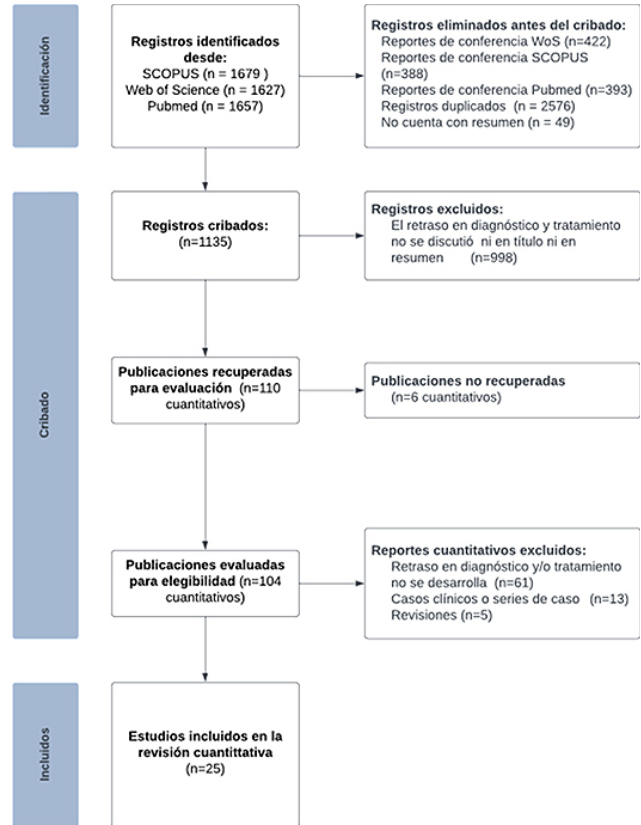 Identificación
Registros identificados
desde:
SCOPUS (n = 1679 )
Web of Science (n = 1627)
Pubmed (n = 1657)
Registros eliminados antes del cribado:
Reportes de conferencia WoS (n=422)
Reportes de conferencia SCOPUS
(n=388)
Reportes de conferencia Pubmed (n=393)
Registros duplicados (n = 2576)
No cuenta con resumen (n = 49)
Cribado
Registros cribados:
(n=1135)
Registros excluidos:
El retraso en diagnóstico y tratamiento
no se discutió ni en título ni en
resumen (n=998)
Publicaciones recuperadas
para evaluación (n=110
cuantitativos)
Publicaciones no recuperadas
(n=6 cuantitativos)
Publicaciones evaluadas
para elegibilidad (n=104
cuantitativos)
Reportes cuantitativos excluidos:
Retraso en diagnóstico y/o tratamiento
no se desarrolla (n=61)
Casos clínicos o series de caso (n=13)
Revisiones (n=5)
Incluidos
Estudios incluidos en la
revisión cuantittativa
(n=25)